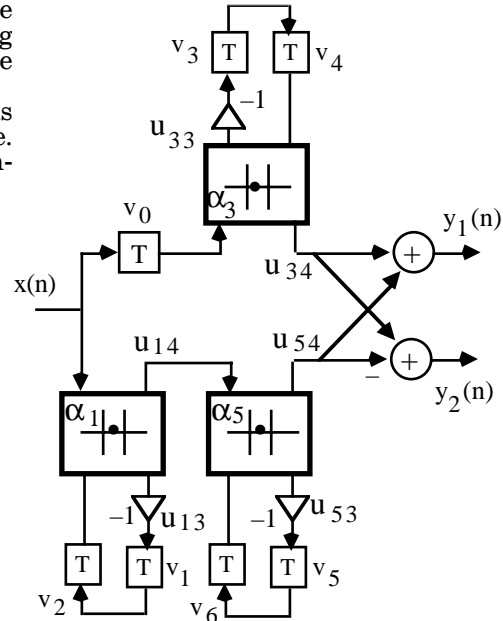 e
g
e
s
e.
n-
v3
T
T
v4
–1
u33
α3
v0
T
y1(n)
+
u34
x(n)
u14
u54
+
–
y2(n)
α1
α5
–1
u13
–1
u53
T
T
v1
T
T
v5
v2
v6